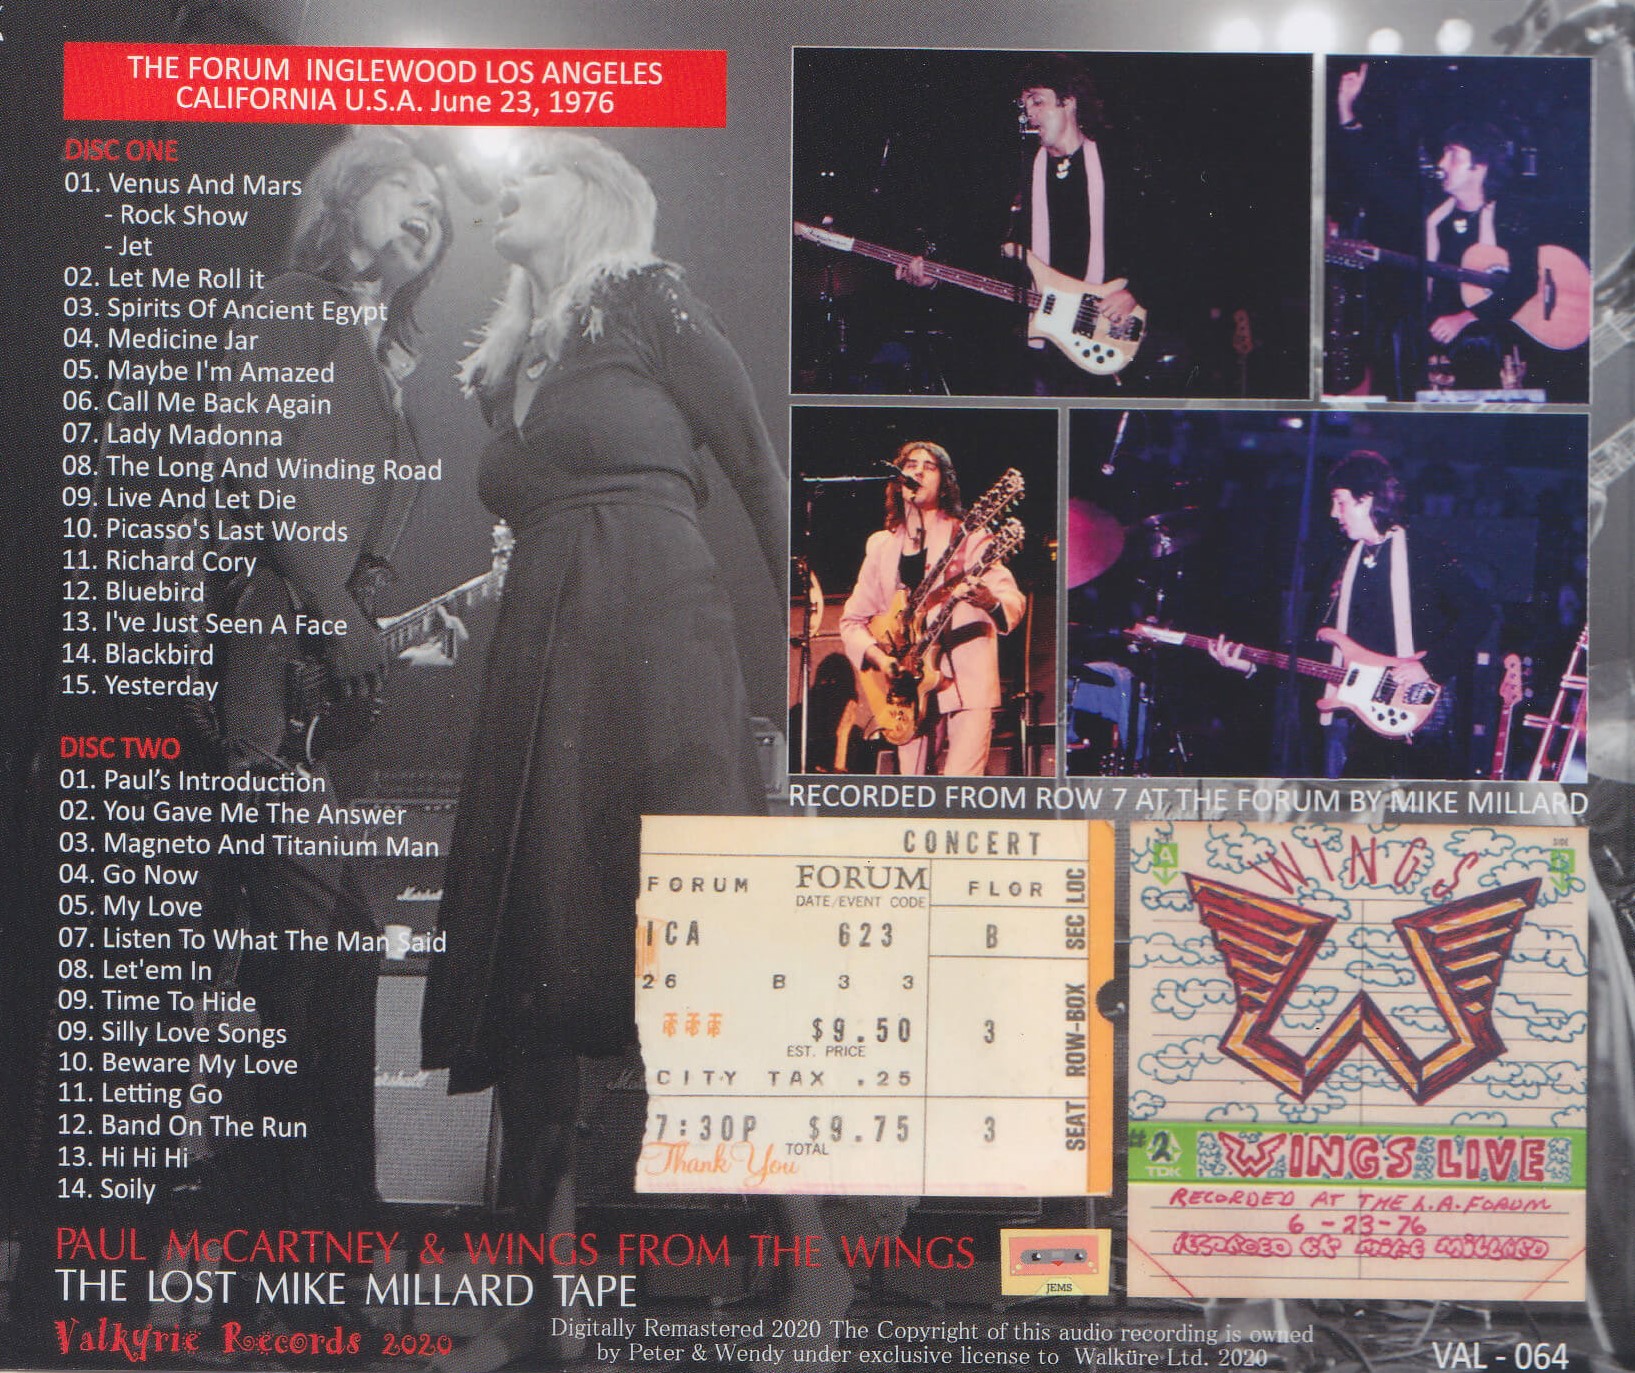 THE FORUM INGLEWOOD LOS ANGELES
CALIFORNIA U.S.A. June 23, 1976
DISC ONE
01. Venus And Mars
- Rock Show
- Jet
02. Let Me Roll it
03. Spirits Of Ancient Egypt
04. Medicine Jar
05. Maybe I'm Amazed
06. Call Me Back Again
07. Lady Madonna
08. The Long And Winding Road
09. Live And Let Die
10. Picasso's Last Words
11. Richard Cory
12. Bluebird
13. I've Just Seen A Face
14. Blackbird
15. Yesterday
DISC TWO
01. Paul's Introduction
02. You Gave Me The Answer
03. Magneto And Titanium Man
04. Go Now
05. My Love
07. Listen To What The Man Said
08. Let'em In
09. Time To Hide
09. Silly Love Songs
10. Beware My Love
11. Letting Go
12. Band On The Run
13. Hi Hi Hi
14. Soily
RECORDED FROM ROW 7 AT THE FORUM BY MIKE MILLARD
CONCERT
FORUM FORUM FLOR
DATE/EVENT CODE
ICA 623 B
26 B 3 3
$9.50 3
EST. PRICE
CITY TAX .25
7:30P $9.75 3
TOTAL
Thank You
SEC LOC
ROW-BOX
SEAT
A
WINGS
SIDE
#2 WINGS LIVE
TDK
RECORDED AT THE L.A. FORUM
6-23-76
RECORDED BY MIKE MILLARD
Marshall
PAUL McCARTNEY & WINGS FROM THE WINGS
THE LOST MIKE MILLARD TAPE
JEMS
Valkyrie Records 2020
Digitally Remastered 2020 The Copyright of this audio recording is owned
by Peter & Wendy under exclusive license to Walküre Ltd. 2020
VAL - 064